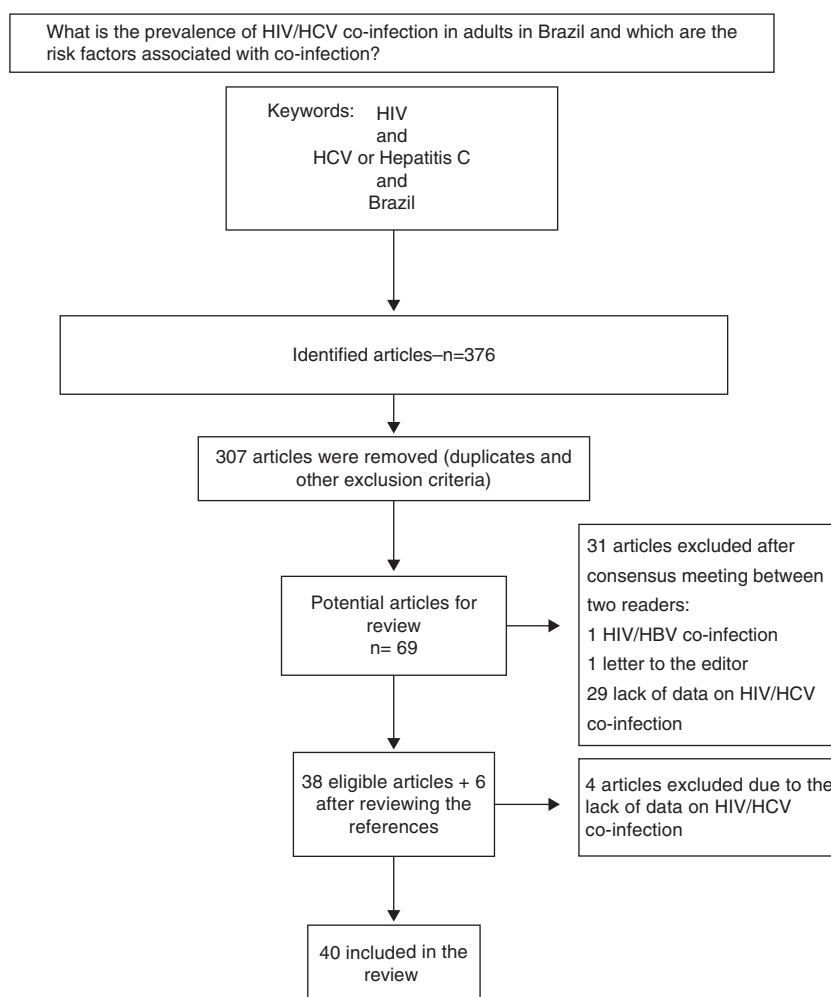 What is the prevalence of HIV/HCV co-infection in adults in Brazil and which are the
risk factors associated with co-infection?
Keywords: HIV
and
HCV or Hepatitis C
and
Brazil
Identified articles–n=376
307 articles were removed (duplicates and
other exclusion criteria)
Potential articles for
review
n= 69
31 articles excluded after
consensus meeting between
two readers:
1 HIV/HBV co-infection
1 letter to the editor
29 lack of data on HIV/HCV
co-infection
38 eligible articles + 6
after reviewing the
references
4 articles excluded due to the
lack of data on HIV/HCV
co-infection
40 included in the
review